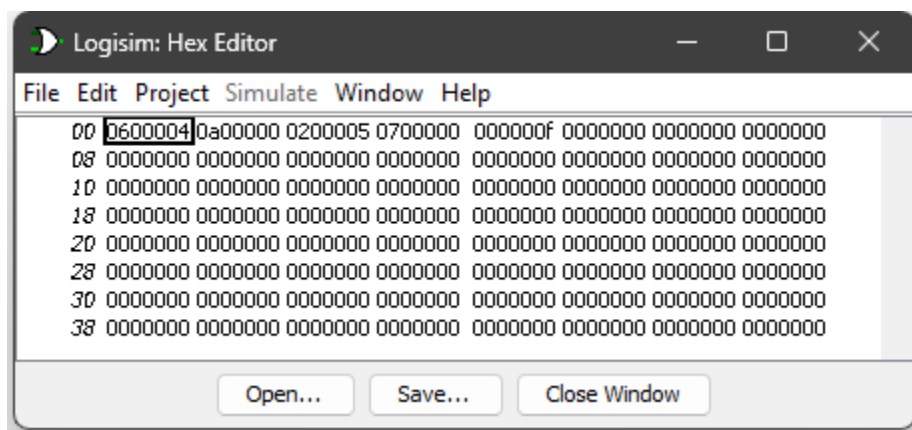 Logisim: Hex Editor
File Edit Project Simulate Window Help
00 0600004 0a00000 0200005 0700000 000000f 0000000 0000000 0000000
08 0000000 0000000 0000000 0000000 0000000 0000000 0000000 0000000
10 0000000 0000000 0000000 0000000 0000000 0000000 0000000 0000000
18 0000000 0000000 0000000 0000000 0000000 0000000 0000000 0000000
20 0000000 0000000 0000000 0000000 0000000 0000000 0000000 0000000
28 0000000 0000000 0000000 0000000 0000000 0000000 0000000 0000000
30 0000000 0000000 0000000 0000000 0000000 0000000 0000000 0000000
38 0000000 0000000 0000000 0000000 0000000 0000000 0000000 0000000
Open... Save... Close Window